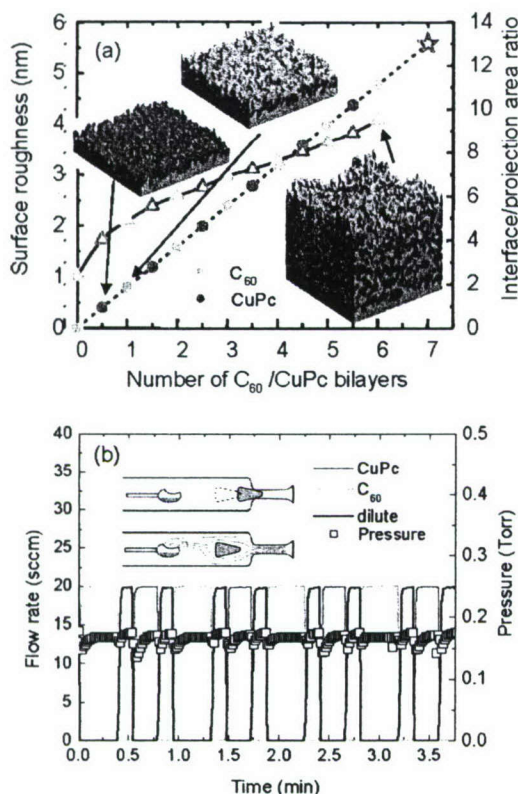 (a)
Surface roughness (nm)
6
5
4
3
2
1
0
14
12
10
8
6
4
2
0
Interface/projection area ratio
C60
CuPc
0 1 2 3 4 5 6 7
Number of C60 /CuPc bilayers
(b)
Flow rate (sccm)
40
35
30
25
20
15
10
5
0
CuPc
C60
dilute
Pressure
0.5
0.4
0.3
0.2
0.1
0.0
Pressure (Torr)
0.0 0.5 1.0 1.5 2.0 2.5 3.0 3.5
Time (min)